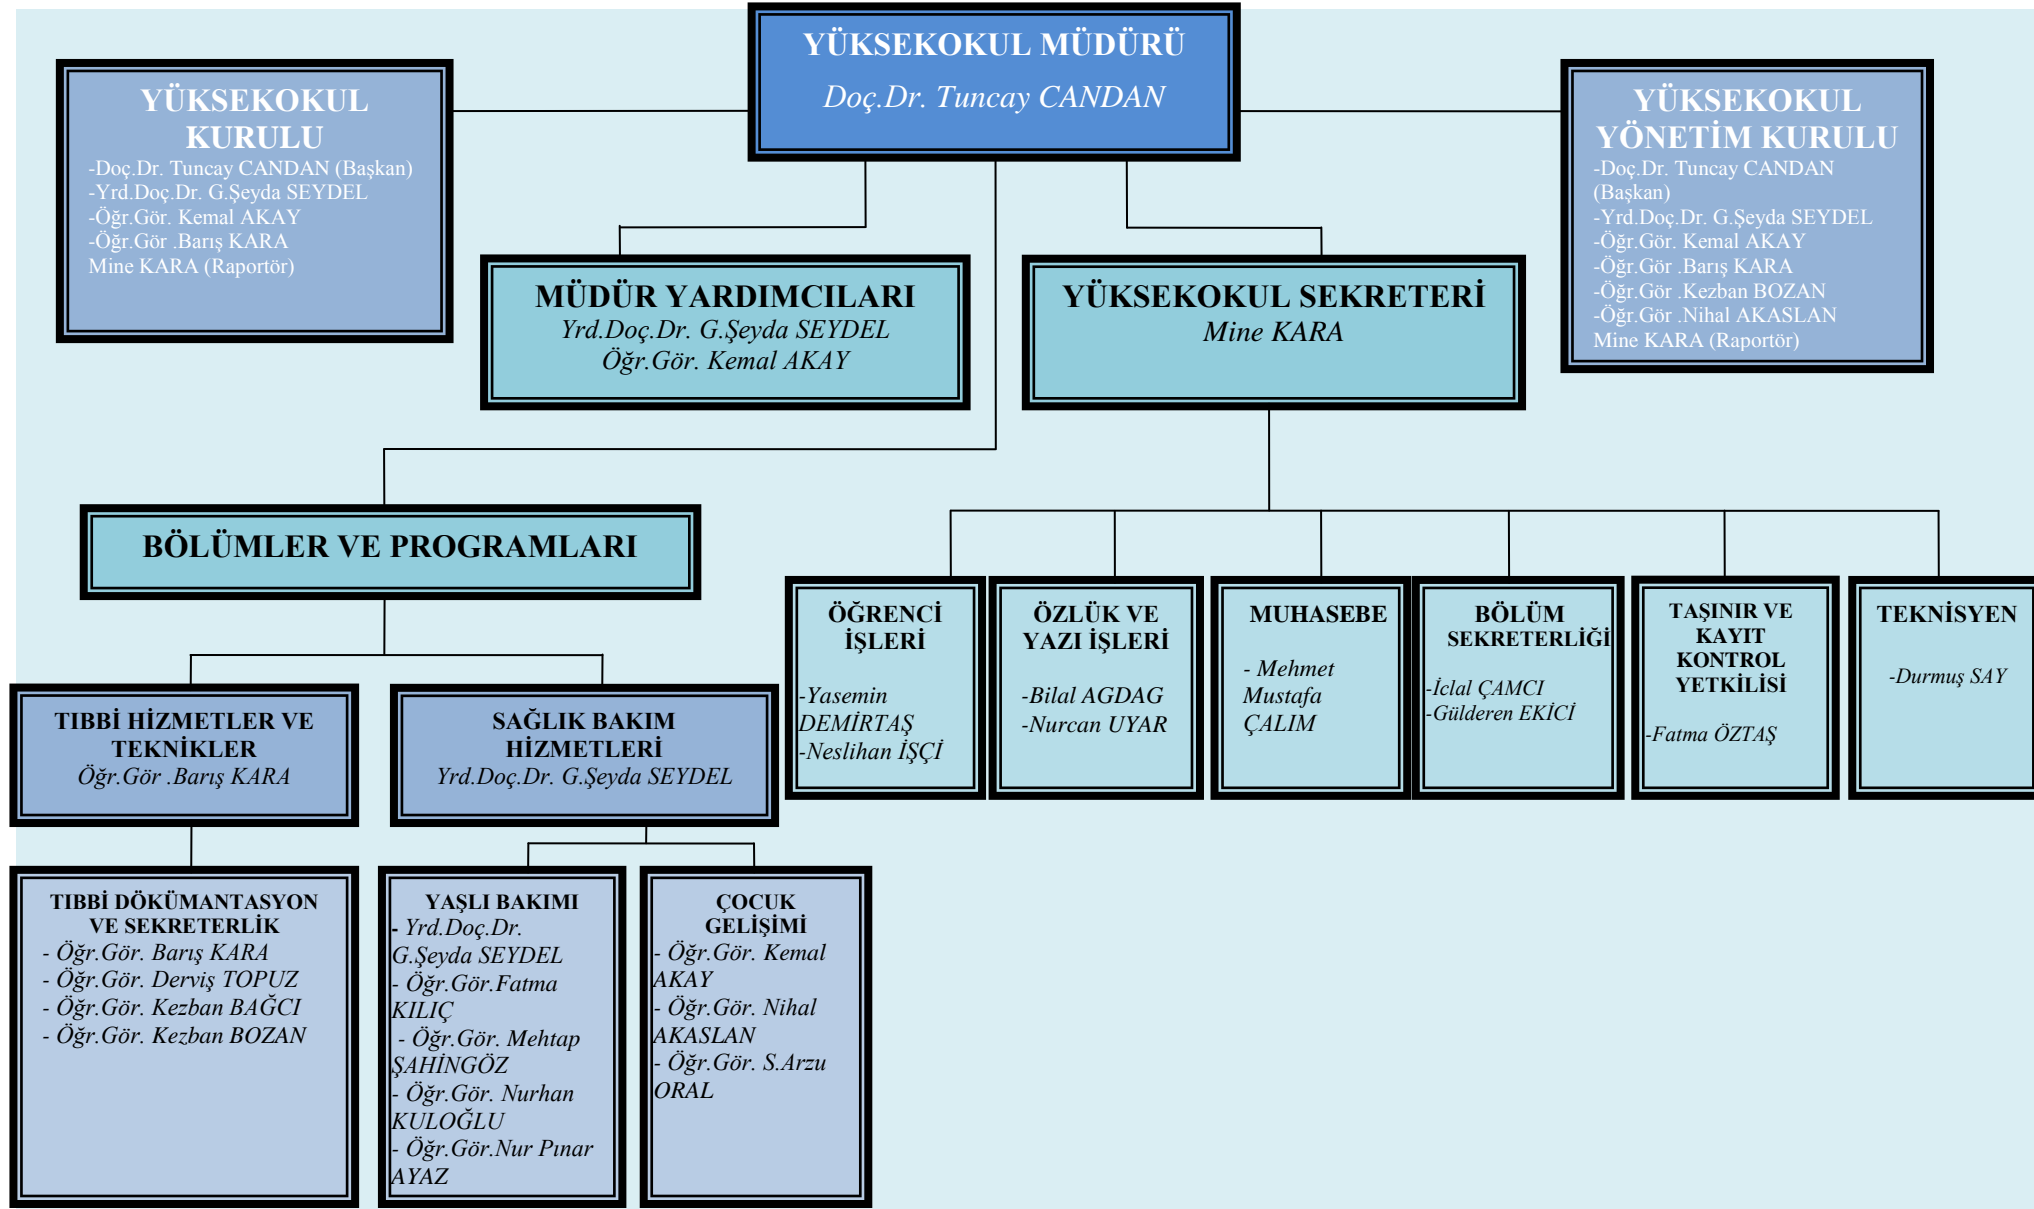 YÜKSEKOKUL MÜDÜRÜ
Doç.Dr. Tuncay CANDAN
YÜKSEKOKUL
KURULU
-Doç.Dr. Tuncay CANDAN (Başkan)
-Yrd.Doç.Dr. G.Şeyda SEYDEL
-Öğr.Gör. Kemal AKAY
-Öğr.Gör .Barış KARA
Mine KARA (Raportör)
YÜKSEKOKUL
YÖNETİM KURULU
-Doç.Dr. Tuncay CANDAN
(Başkan)
-Yrd.Doç.Dr. G.Şeyda SEYDEL
-Öğr.Gör. Kemal AKAY
-Öğr.Gör .Barış KARA
-Öğr.Gör .Kezban BOZAN
-Öğr.Gör .Nihal AKASLAN
Mine KARA (Raportör)
MÜDÜR YARDIMCILARI
Yrd.Doç.Dr. G.Şeyda SEYDEL
Öğr.Gör. Kemal AKAY
YÜKSEKOKUL SEKRETERİ
Mine KARA
BÖLÜMLER VE PROGRAMLARI
ÖĞRENCİ
İŞLERİ
-Yasemin
DEMİRTAŞ
-Neslihan İŞÇİ
ÖZLÜK VE
YAZI İŞLERİ
-Bilal AGDAG
-Nurcan UYAR
MUHASEBE
- Mehmet
Mustafa
ÇALIM
BÖLÜM
SEKRETERLİĞİ
-İclal ÇAMCI
-Gülderen EKİCİ
TAŞINIR VE
KAYIT
KONTROL
YETKİLİSİ
-Fatma ÖZTAŞ
TEKNİSYEN
-Durmuş SAY
TIBBİ HİZMETLER VE
TEKNİKLER
Öğr.Gör .Barış KARA
SAĞLIK BAKIM
HİZMETLERİ
Yrd.Doç.Dr. G.Şeyda SEYDEL
TIBBİ DÖKÜMANTASYON
VE SEKRETERLİK
- Öğr.Gör. Barış KARA
- Öğr.Gör. Derviş TOPUZ
- Öğr.Gör. Kezban BAĞCI
- Öğr.Gör. Kezban BOZAN
YAŞLI BAKIMI
- Yrd.Doç.Dr.
G.Şeyda SEYDEL
- Öğr.Gör.Fatma
KILIÇ
- Öğr.Gör. Mehtap
ŞAHİNGÖZ
- Öğr.Gör. Nurhan
KULOĞLU
- Öğr.Gör.Nur Pınar
AYAZ
ÇOCUK
GELİŞİMİ
- Öğr.Gör. Kemal
AKAY
- Öğr.Gör. Nihal
AKASLAN
- Öğr.Gör. S.Arzu
ORAL